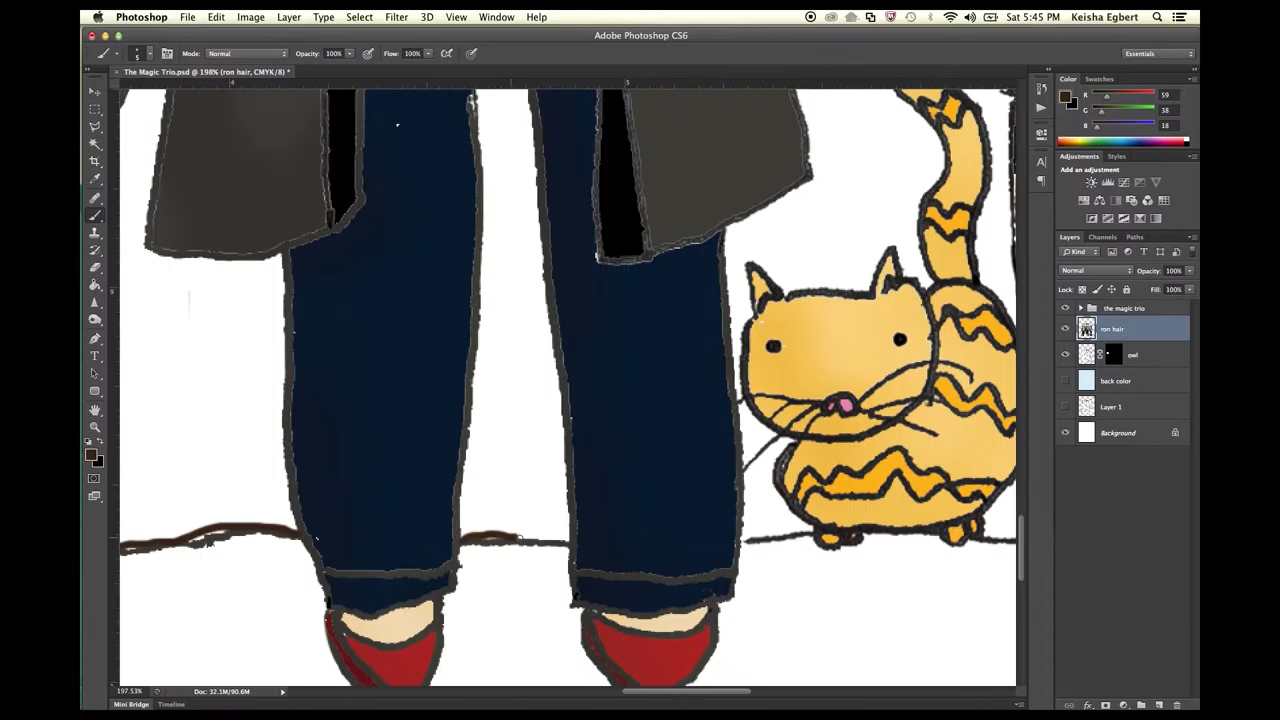 Photoshop File Edit Image Layer Type Select Filter 3D View Window Help Sat 5:45 PM Keisha Egbert
Adobe Photoshop CS6
5 Mode: Normal Opacity: 100% Flow: 100% Essentials
× The Magic Trio.psd @ 198% (ron hair, CMYK/8) *
4 5
Color Swatches
R 59
G 38
B 18
Adjustments Styles
Add an adjustment
Layers Channels Paths
Kind
Normal Opacity: 100%
Lock: Fill: 100%
the magic trio
ron hair
owl
back color
Layer 1
Background
197.53% Doc: 32.1M/90.6M
Mini Bridge Timeline